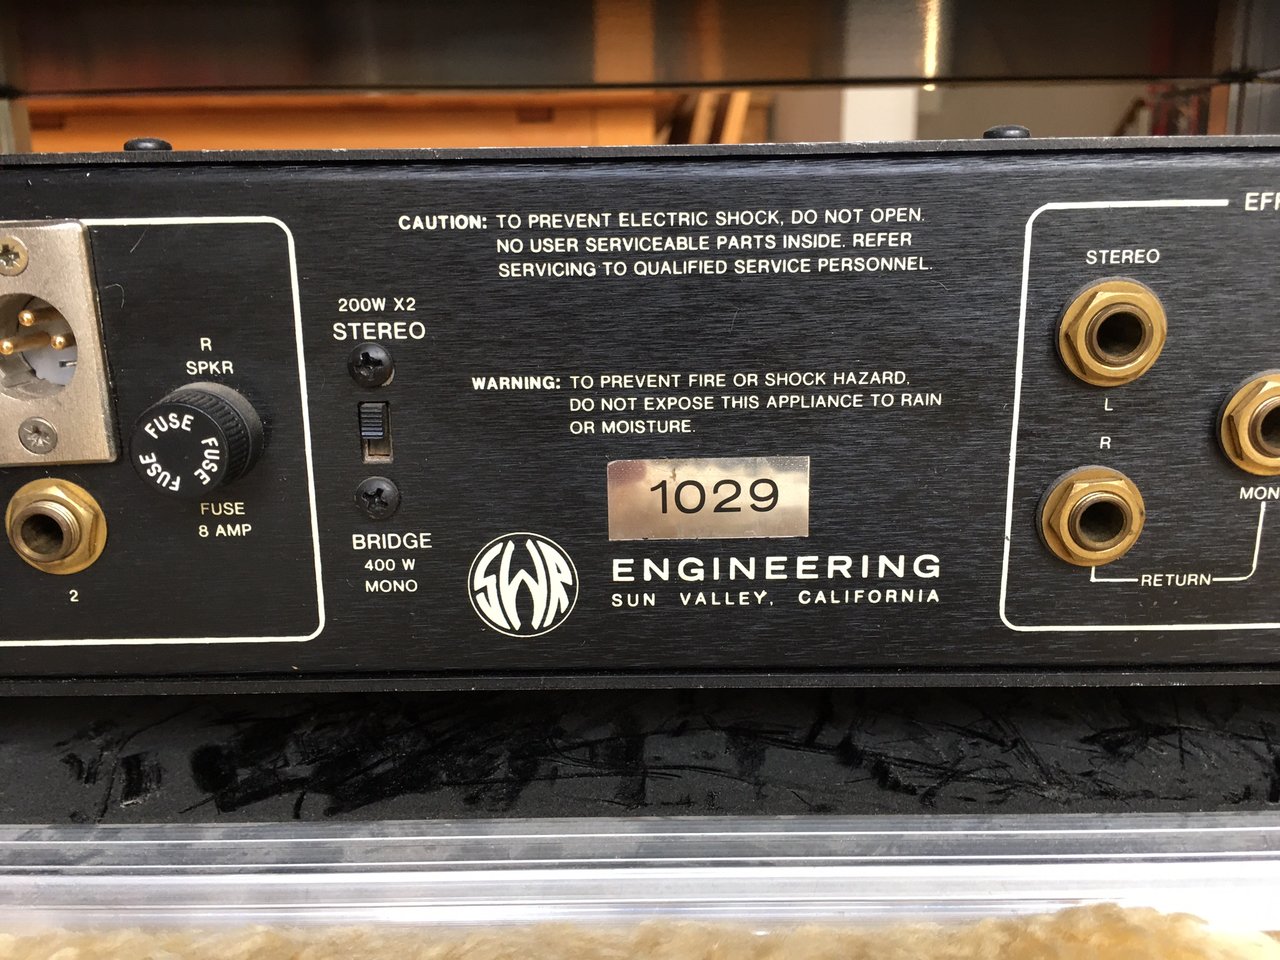 CAUTION: TO PREVENT ELECTRIC SHOCK, DO NOT OPEN.
NO USER SERVICEABLE PARTS INSIDE. REFER
SERVICING TO QUALIFIED SERVICE PERSONNEL.
200W X2
STEREO
R
SPKR
FUSE
FUSE
FUSE
FUSE
8 AMP
2
BRIDGE
400 W
MONO
WARNING: TO PREVENT FIRE OR SHOCK HAZARD,
DO NOT EXPOSE THIS APPLIANCE TO RAIN
OR MOISTURE.
1029
SWR
ENGINEERING
SUN VALLEY, CALIFORNIA
STEREO
L
R
RETURN